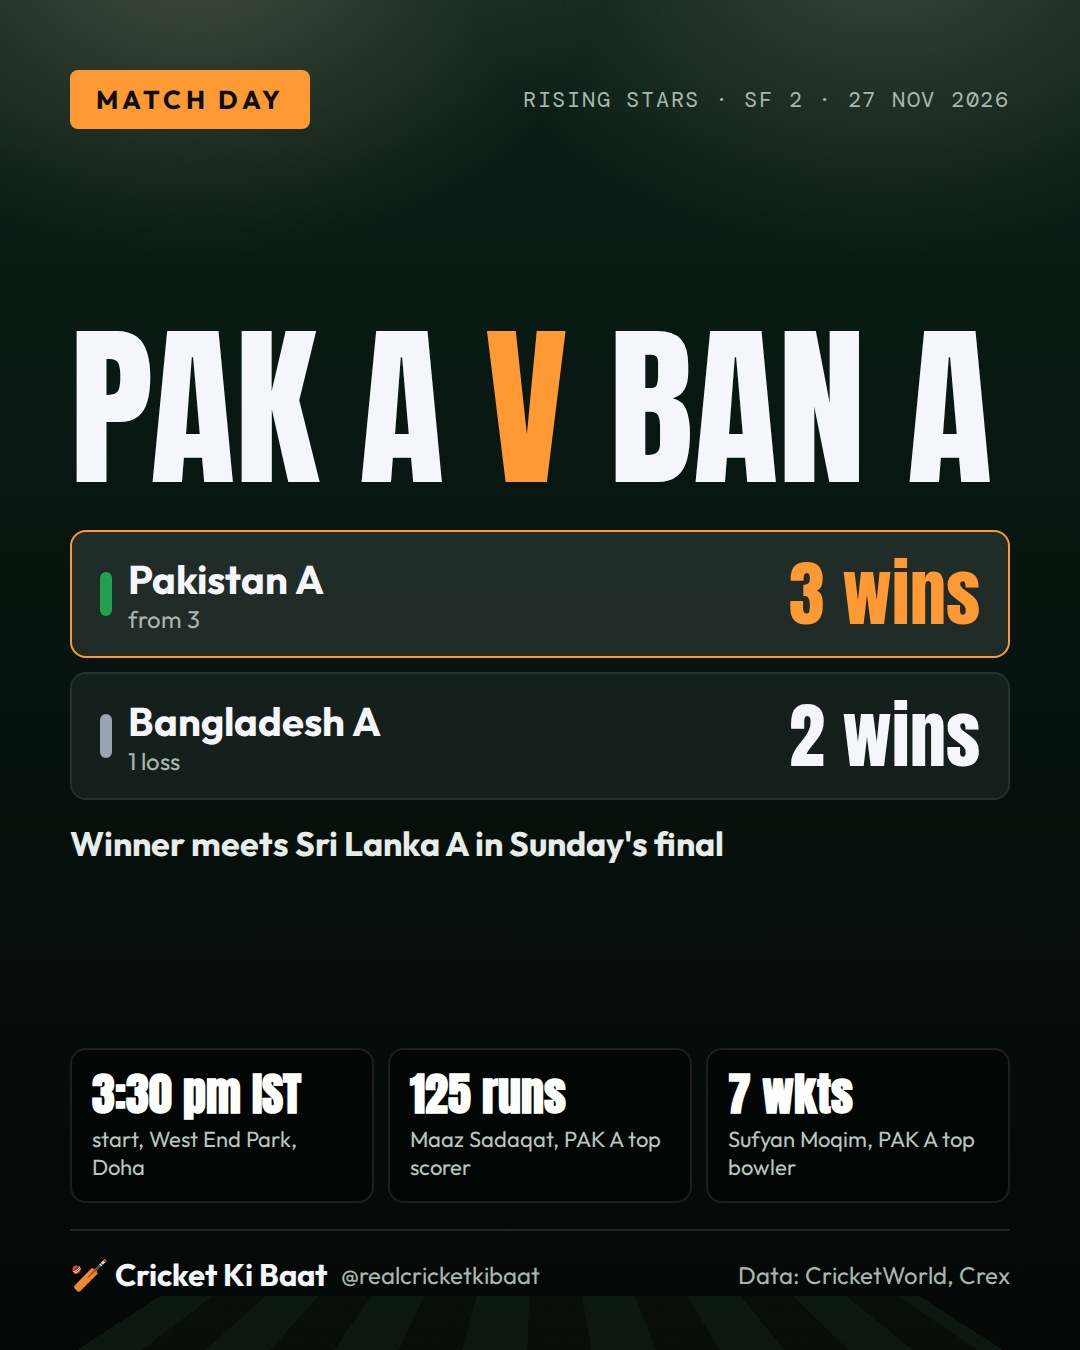 MATCH DAY
RISING STARS · SF 2 · 27 NOV 2026
PAK A V BAN A
Pakistan A
from 3
3 wins
Bangladesh A
1 loss
2 wins
Winner meets Sri Lanka A in Sunday's final
3:30 pm IST
start, West End Park,
Doha
125 runs
Maaz Sadaqat, PAK A top
scorer
7 wkts
Sufyan Moqim, PAK A top
bowler
Cricket Ki Baat @realcricketkibaat
Data: CricketWorld, Crex